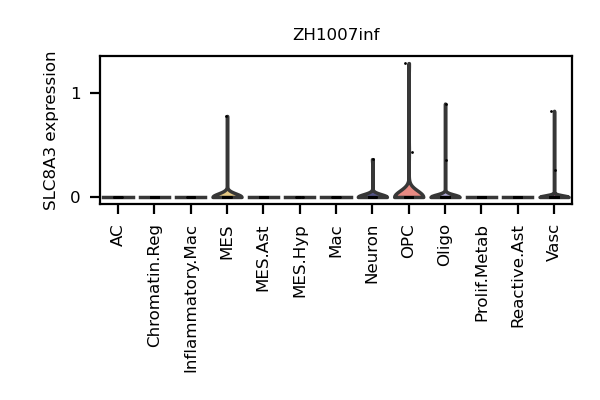 ZH1007inf
SLC8A3 expression
1
0
AC
Chromatin.Reg
Inflammatory.Mac
MES
MES.Ast
MES.Hyp
Mac
Neuron
OPC
Oligo
Prolif.Metab
Reactive.Ast
Vasc